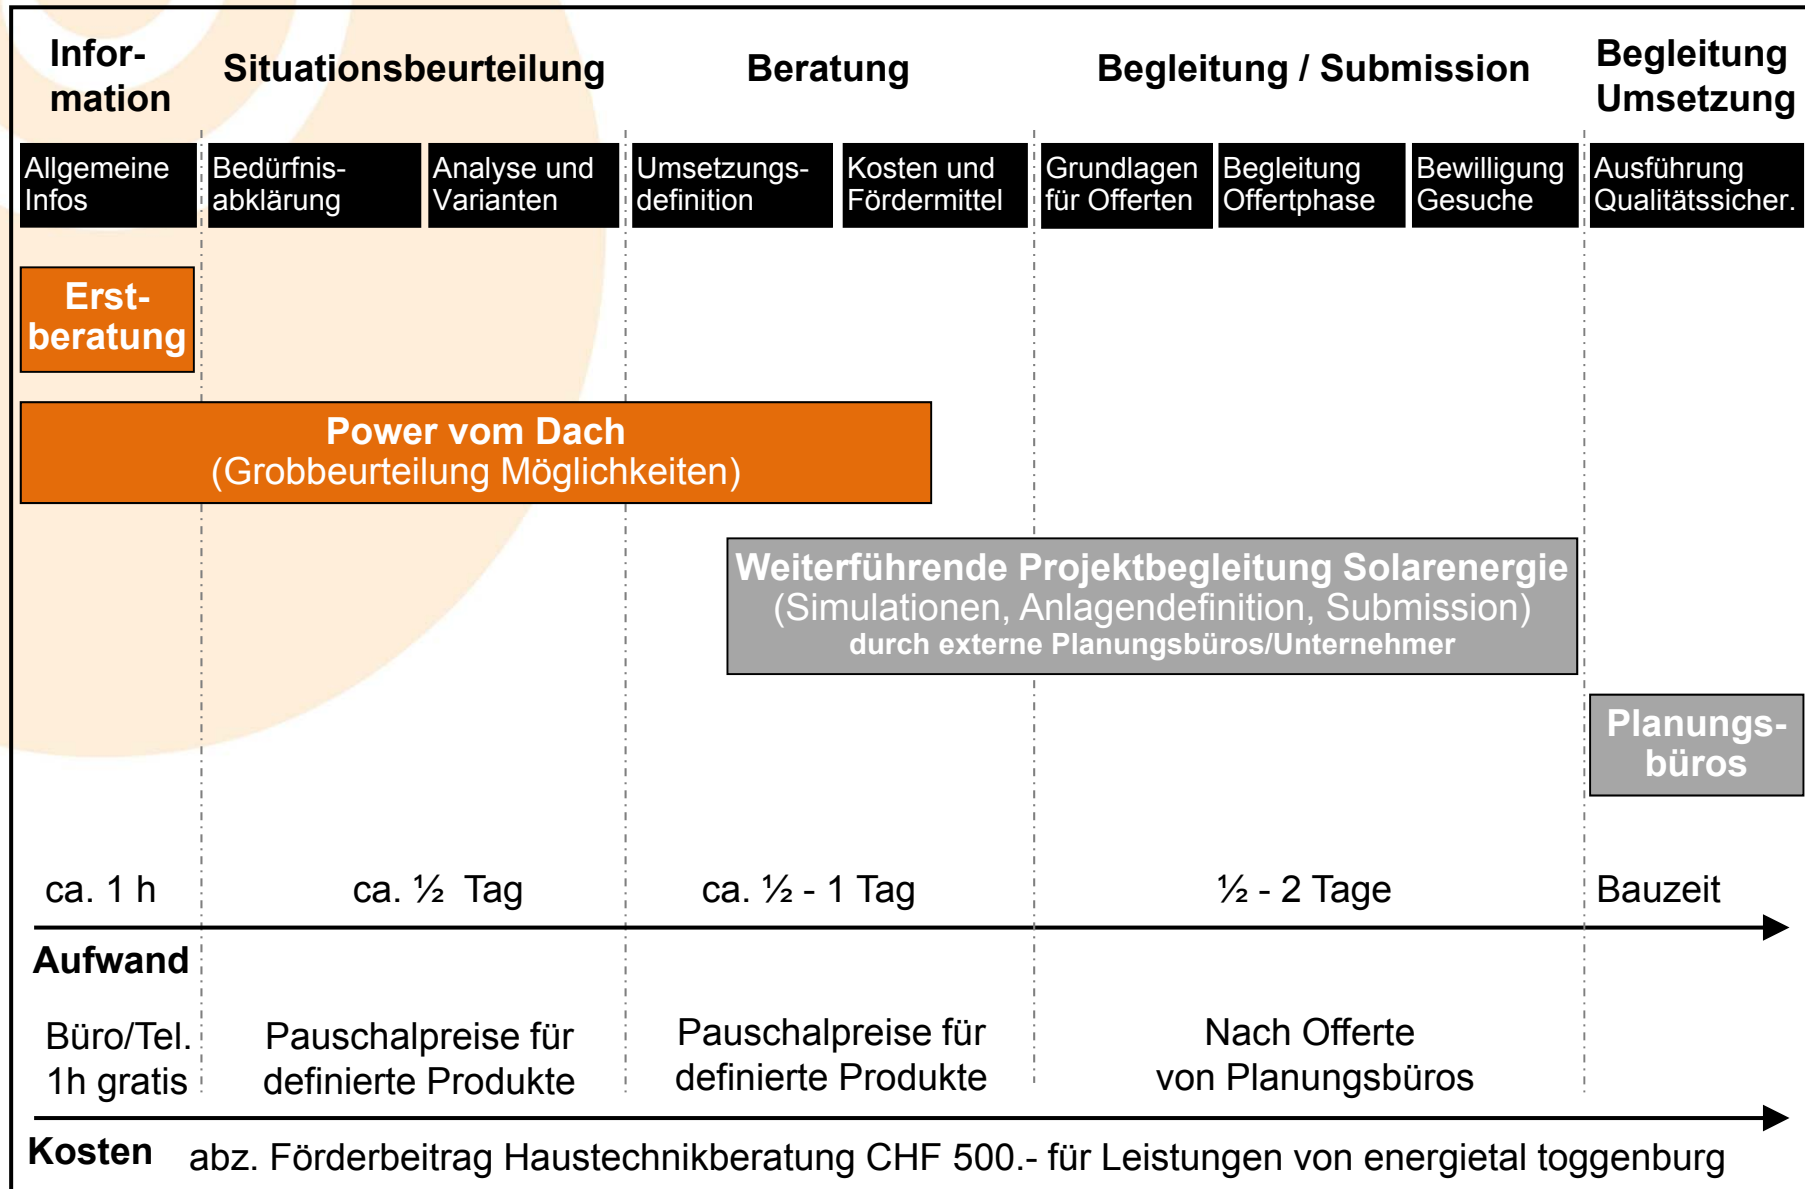 Infor-
mation
Situationsbeurteilung
Beratung
Begleitung / Submission
Begleitung
Umsetzung
Allgemeine
Infos
Bedürfnis-
abklärung
Analyse und
Varianten
Umsetzungs-
definition
Kosten und
Fördermittel
Grundlagen
für Offerten
Begleitung
Offertphase
Bewilligung
Gesuche
Ausführung
Qualitätssicher.
Erst-
beratung
Power vom Dach
(Grobbeurteilung Möglichkeiten)
Weiterführende Projektbegleitung Solarenergie
(Simulationen, Anlagendefinition, Submission)
durch externe Planungsbüros/Unternehmer
Planungs-
büros
ca. 1 h
ca. ½ Tag
ca. ½ - 1 Tag
½ - 2 Tage
Bauzeit
Aufwand
Büro/Tel.
1h gratis
Pauschalpreise für
definierte Produkte
Pauschalpreise für
definierte Produkte
Nach Offerte
von Planungsbüros
Kosten abz. Förderbeitrag Haustechnikberatung CHF 500.- für Leistungen von energietal toggenburg